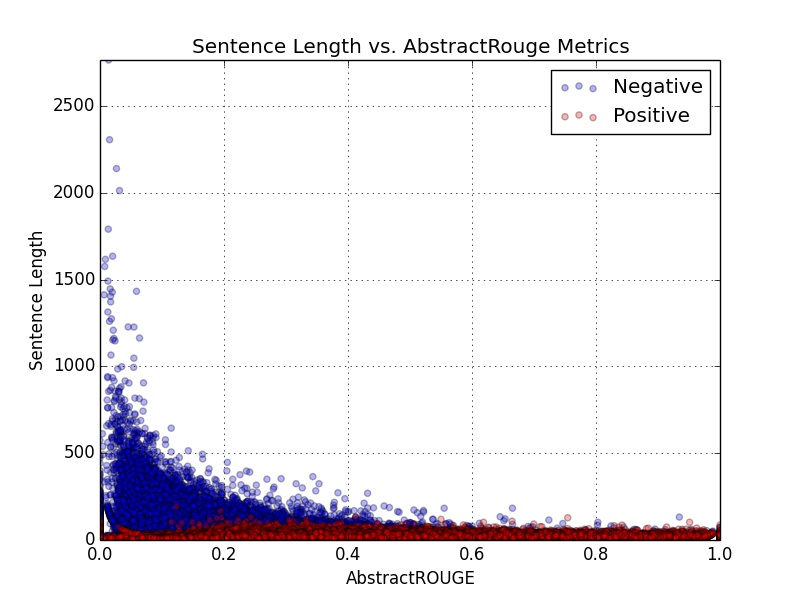 Sentence Length vs. AbstractRouge Metrics
Negative
Positive
2500
2000
1500
1000
500
0
Sentence Length
0.0 0.2 0.4 0.6 0.8 1.0
AbstractROUGE